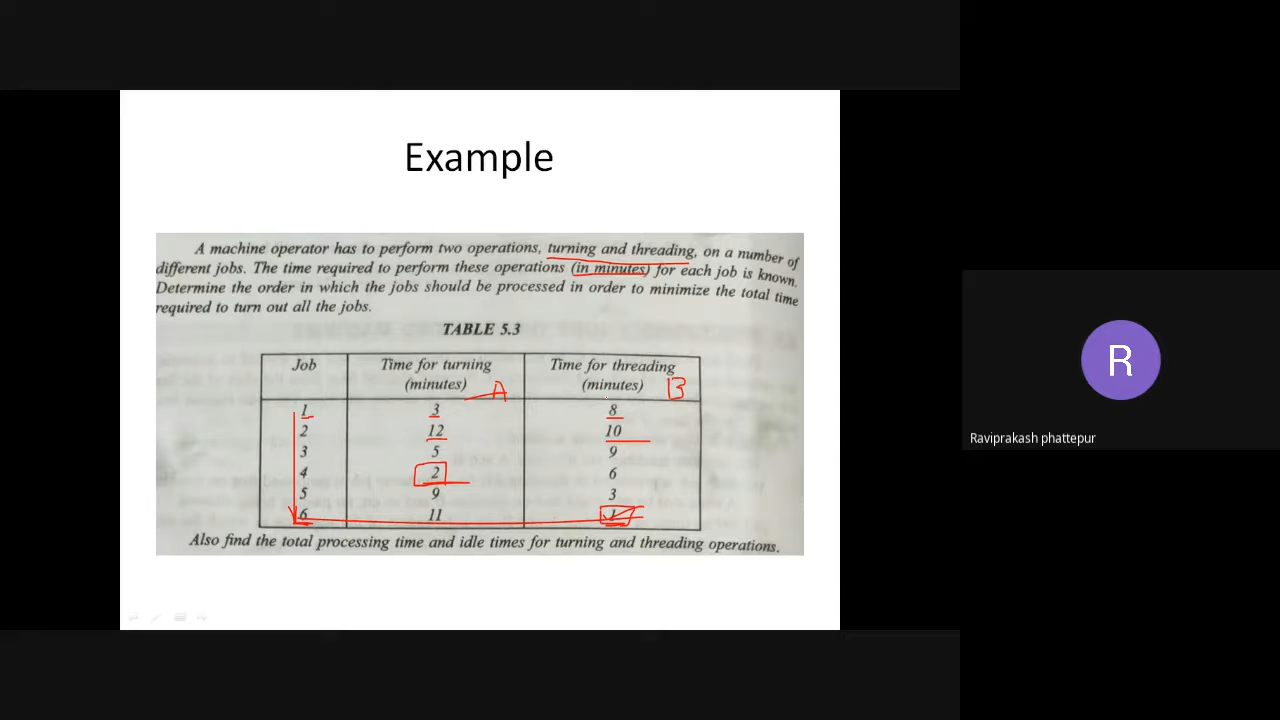 Example
A machine operator has to perform two operations, turning and threading, on a number of
different jobs. The time required to perform these operations (in minutes) for each job is known.
Determine the order in which the jobs should be processed in order to minimize the total time
required to turn out all the jobs.
TABLE 5.3
Job Time for turning (minutes) A Time for threading (minutes) B
1 3 8
2 12 10
3 5 9
4 2 6
5 9 3
6 11 1
Also find the total processing time and idle times for turning and threading operations.
R
Raviprakash phattepur